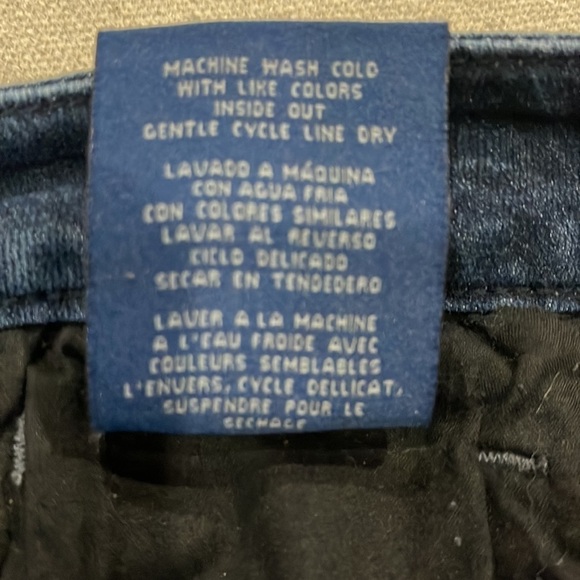 MACHINE WASH COLD
WITH LIKE COLORS
INSIDE OUT
GENTLE CYCLE LINE DRY
LAVADO A MÁQUINA
CON AGUA FRIA
CON COLORES SIMILARES
LAVAR AL REVERSO
CICLO DELICADO
SECAR EN TENDEDERO
LAVER A LA MACHINE
A L'EAU FROIDE AVEC
COULEURS SEMBLABLES
L'ENVERS, CYCLE DELLICAT,
SUSPENDRE POUR LE
SECHAGE